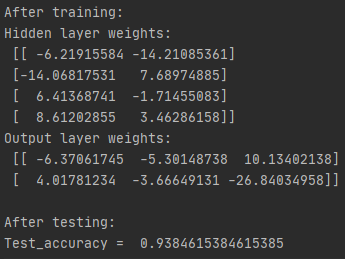 After training:
Hidden layer weights:
[[ -6.21915584 -14.21085361]
[-14.06817531 7.68974885]
[ 6.41368741 -1.71455083]
[ 8.61202855 3.46286158]]
Output layer weights:
[[ -6.37061745 -5.30148738 10.13402138]
[ 4.01781234 -3.66649131 -26.84034958]]
After testing:
Test_accuracy = 0.9384615384615385